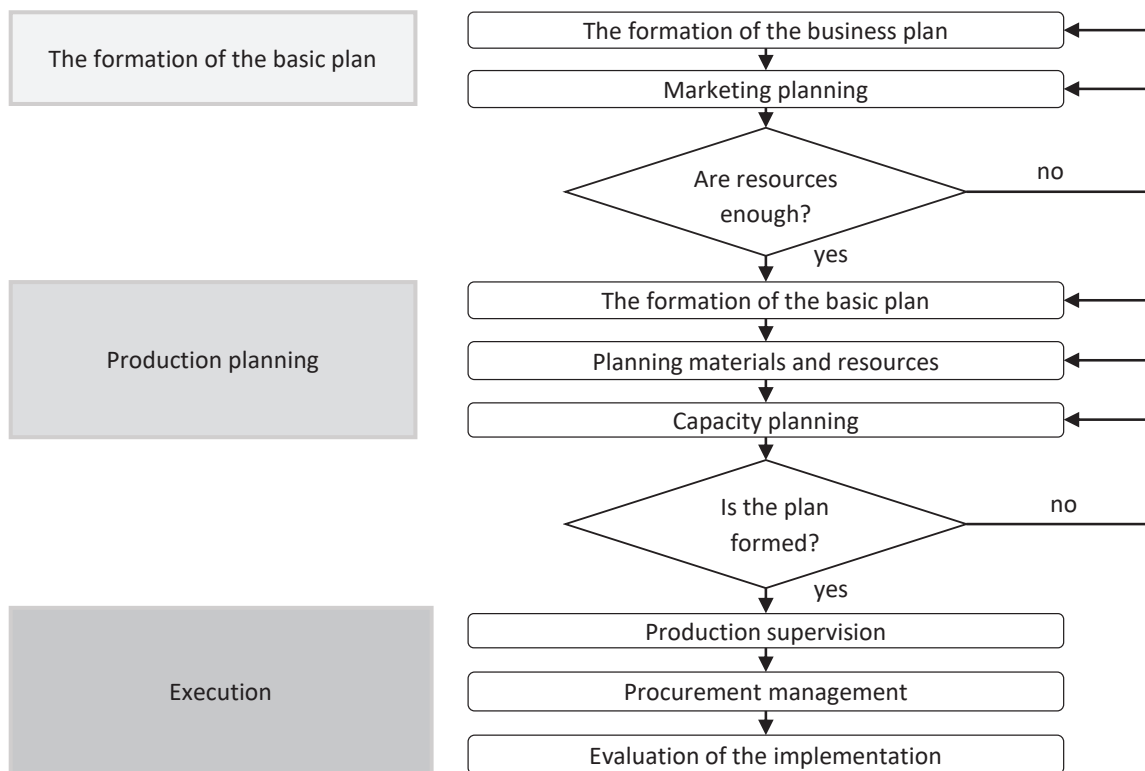 The formation of the basic plan
The formation of the business plan
Marketing planning
Are resources
enough?
no
yes
Production planning
The formation of the basic plan
Planning materials and resources
Capacity planning
Is the plan
formed?
no
yes
Execution
Production supervision
Procurement management
Evaluation of the implementation